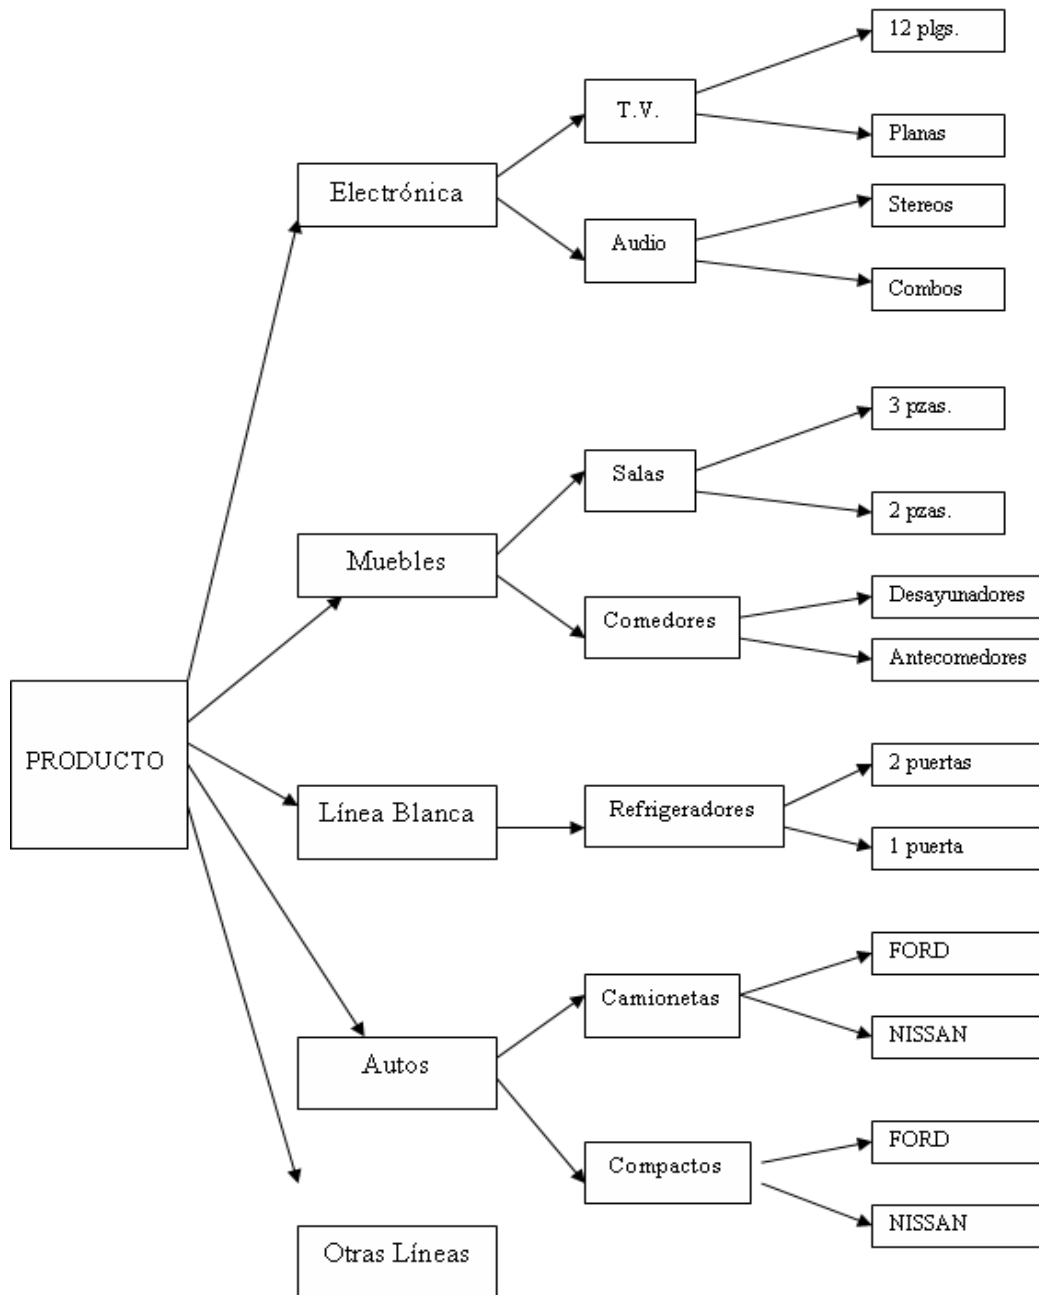 PRODUCTO
Electrónica
T.V.
12 plgs.
Planas
Audio
Stereos
Combos
Muebles
Salas
3 pzas.
2 pzas.
Comedores
Desayunadores
Antecomedores
Línea Blanca
Refrigeradores
2 puertas
1 puerta
Autos
Camionetas
FORD
NISSAN
Compactos
FORD
NISSAN
Otras Líneas